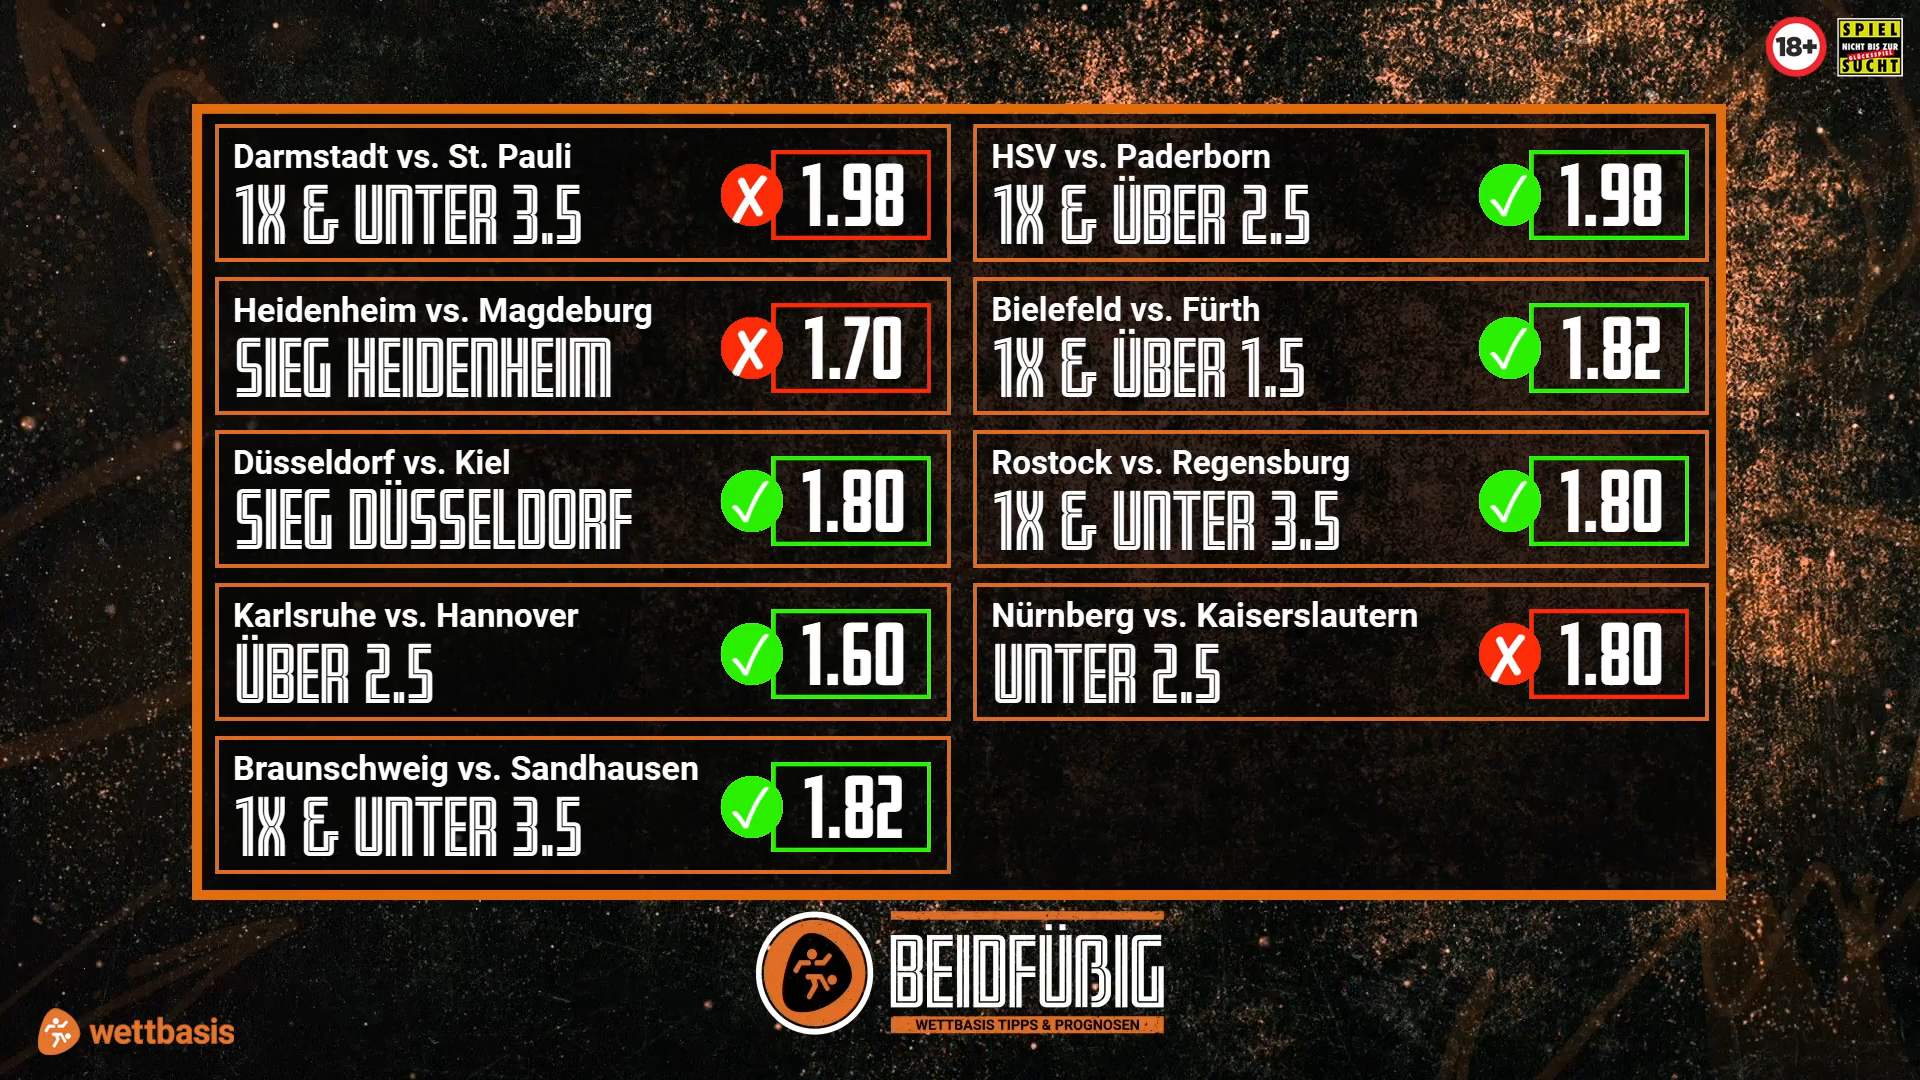 18+
SPIEL
NICHT BIS ZUR
GLÜCKSSPIEL
SUCHT
Darmstadt vs. St. Pauli
1X & UNTER 3.5
1.98
HSV vs. Paderborn
1X & ÜBER 2.5
1.98
Heidenheim vs. Magdeburg
SIEG HEIDENHEIM
1.70
Bielefeld vs. Fürth
1X & ÜBER 1.5
1.82
Düsseldorf vs. Kiel
SIEG DÜSSELDORF
1.80
Rostock vs. Regensburg
1X & UNTER 3.5
1.80
Karlsruhe vs. Hannover
ÜBER 2.5
1.60
Nürnberg vs. Kaiserslautern
UNTER 2.5
1.80
Braunschweig vs. Sandhausen
1X & UNTER 3.5
1.82
BEIDFÜßIG
WETTBASIS TIPPS & PROGNOSEN
wettbasis